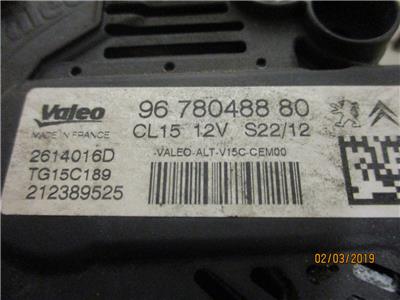 Valeo 96 780488 80
MADE IN FRANCE CL15 12V S22/12
2614016D -VALEO-ALT-V15C-CEM00
TG15C189
212389525
02/03/2019